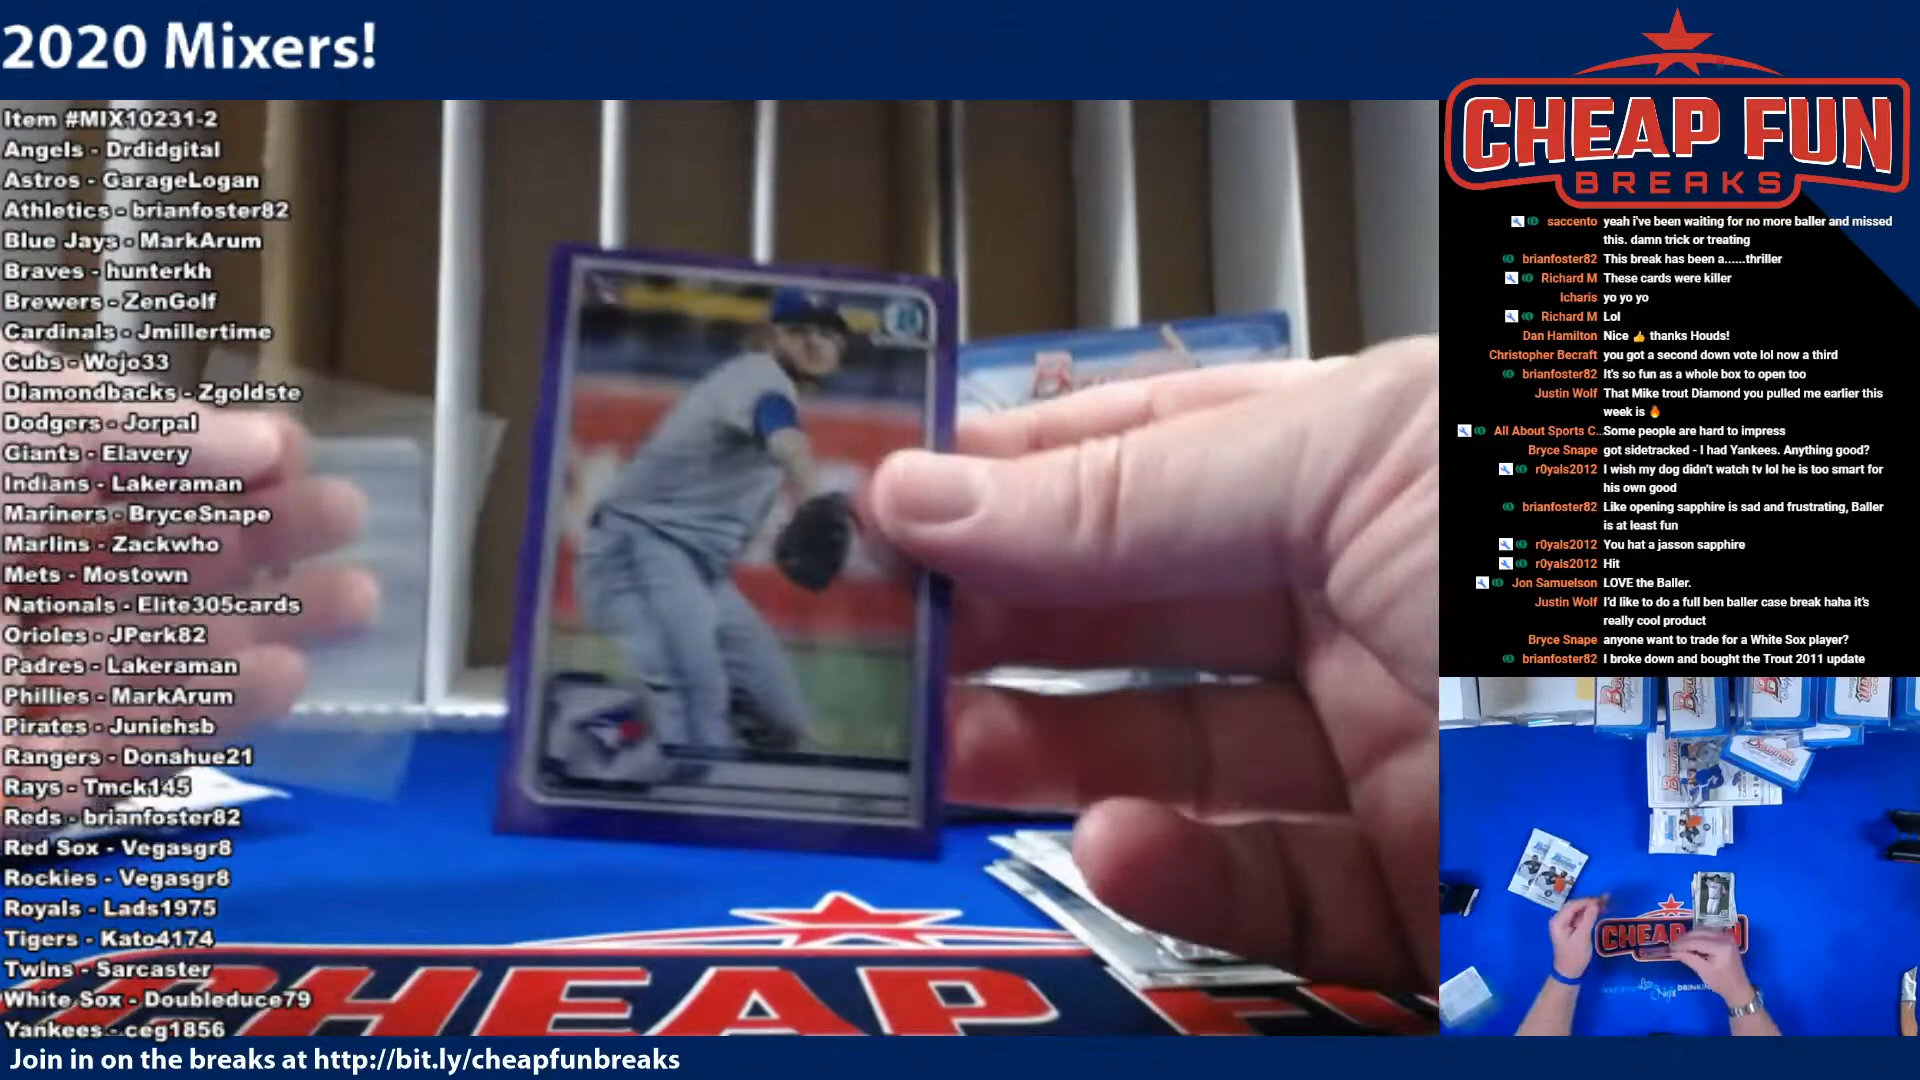 2020 Mixers!
Item #MIX10231-2
Angels - Drdidgital
Astros - GarageLogan
Athletics - brianfoster82
Blue Jays - MarkArum
Braves - hunterkh
Brewers - ZenGolf
Cardinals - Jmillertime
Cubs - Wojo33
Diamondbacks - Zgoldste
Dodgers - Jorpal
Giants - Elavery
Indians - Lakeraman
Mariners - BryceSnape
Marlins - Zackwho
Mets - Mostown
Nationals - Elite305cards
Orioles - JPerk82
Padres - Lakeraman
Phillies - MarkArum
Pirates - Juniehsb
Rangers - Donahue21
Rays - Tmck145
Reds - brianfoster82
Red Sox - Vegasgr8
Rockies - Vegasgr8
Royals - Lads1975
Tigers - Kato4174
Twins - Sarcaster
White Sox - Doubleduce79
Yankees - ceg1856
Join in on the breaks at http://bit.ly/cheapfunbreaks
CHEAP
CHEAP FUN
BREAKS
saccento yeah i've been waiting for no more baller and missed
this. damn trick or treating
brianfoster82 This break has been a......thriller
Richard M These cards were killer
Icharis yo yo yo
Richard M Lol
Dan Hamilton Nice 👍 thanks Houds!
Christopher Becraft you got a second down vote lol now a third
brianfoster82 It's so fun as a whole box to open too
Justin Wolf That Mike trout Diamond you pulled me earlier this
week is 🔥
All About Sports C... Some people are hard to impress
Bryce Snape got sidetracked - I had Yankees. Anything good?
r0yals2012 I wish my dog didn't watch tv lol he is too smart for
his own good
brianfoster82 Like opening sapphire is sad and frustrating, Baller
is at least fun
r0yals2012 You hat a jasson sapphire
r0yals2012 Hit
Jon Samuelson LOVE the Baller.
Justin Wolf I'd like to do a full ben baller case break haha it's
really cool product
Bryce Snape anyone want to trade for a White Sox player?
brianfoster82 I broke down and bought the Trout 2011 update
CHEAP